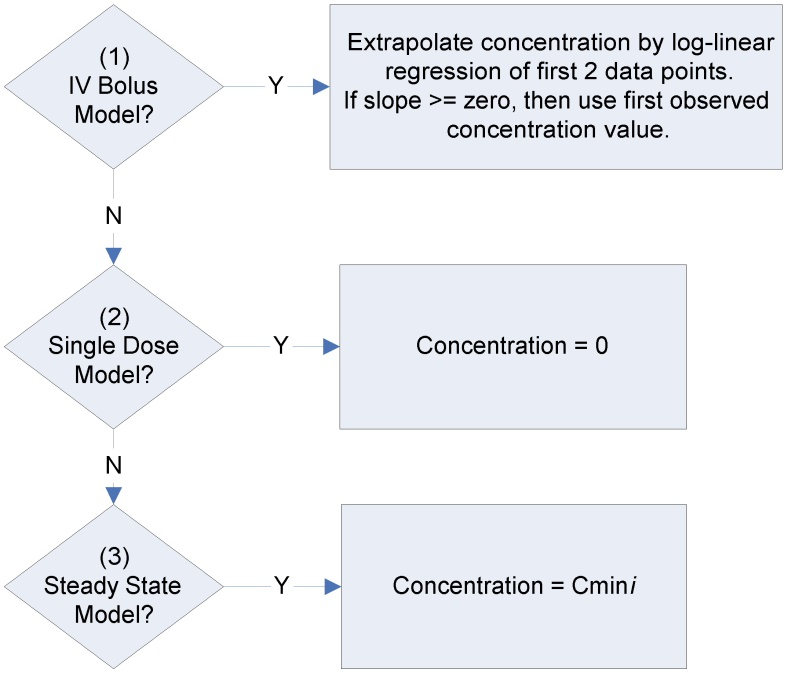 (1)
IV Bolus
Model?
Y
Extrapolate concentration by log-linear
regression of first 2 data points.
If slope >= zero, then use first observed
concentration value.
N
(2)
Single Dose
Model?
Y
Concentration = 0
N
(3)
Steady State
Model?
Y
Concentration = Cmini